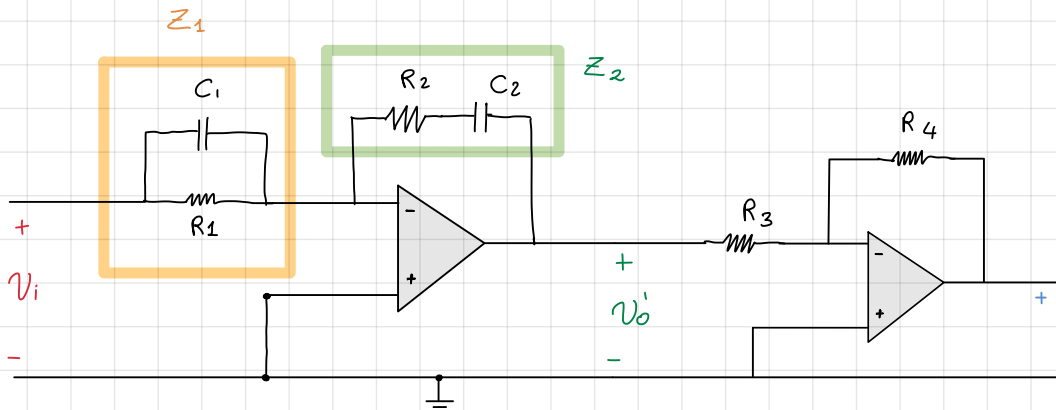 Z1
Z2
C1
R2
C2
R4
R1
R3
-
+
-
+
+
Vi
-
+
Vo'
-
+